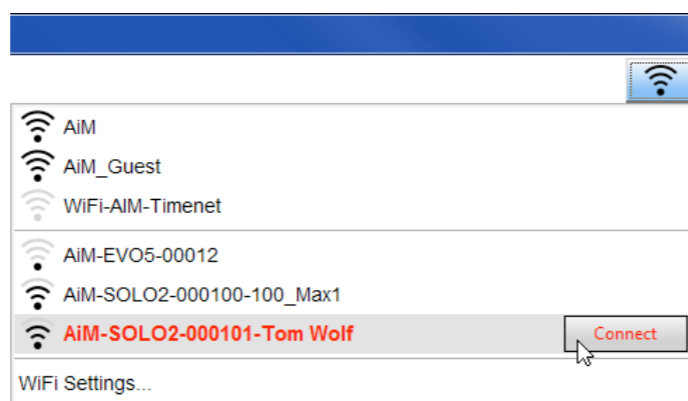 AiM
AiM_Guest
WiFi-AIM-Timenet
AiM-EVO5-00012
AiM-SOLO2-000100-100_Max1
AiM-SOLO2-000101-Tom Wolf Connect
WiFi Settings...